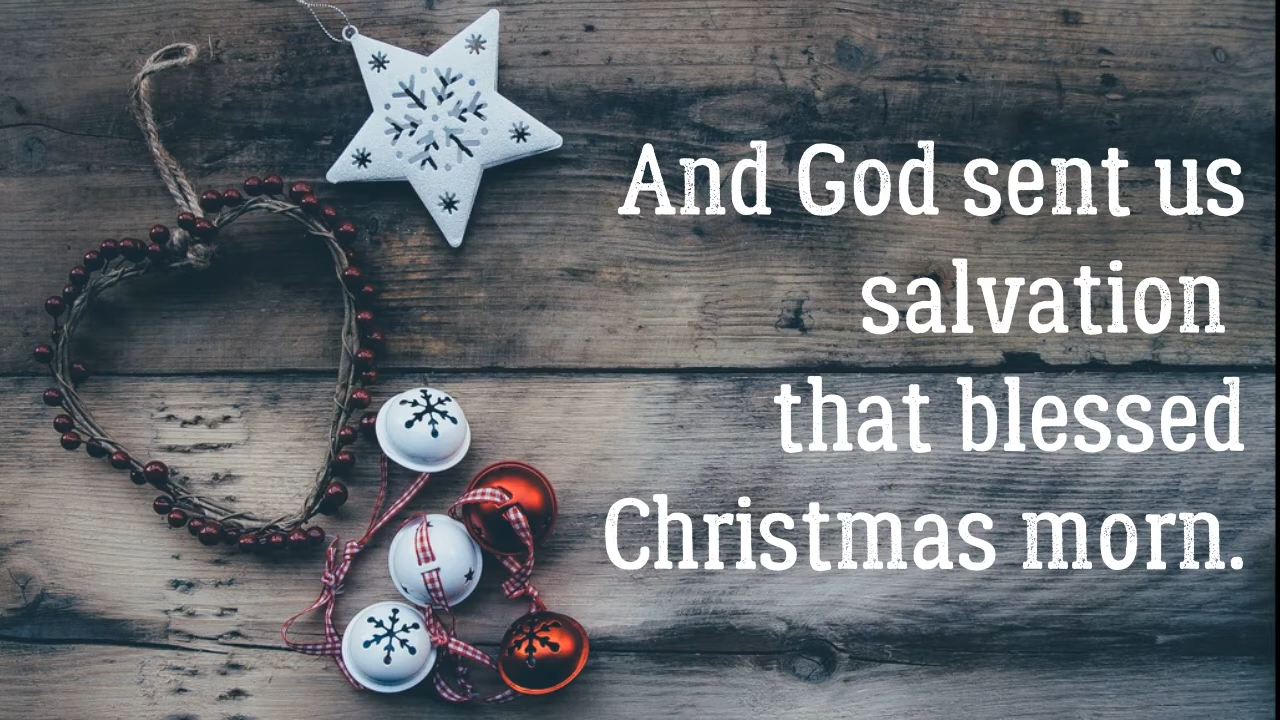 And God sent us
salvation
that blessed
Christmas morn.